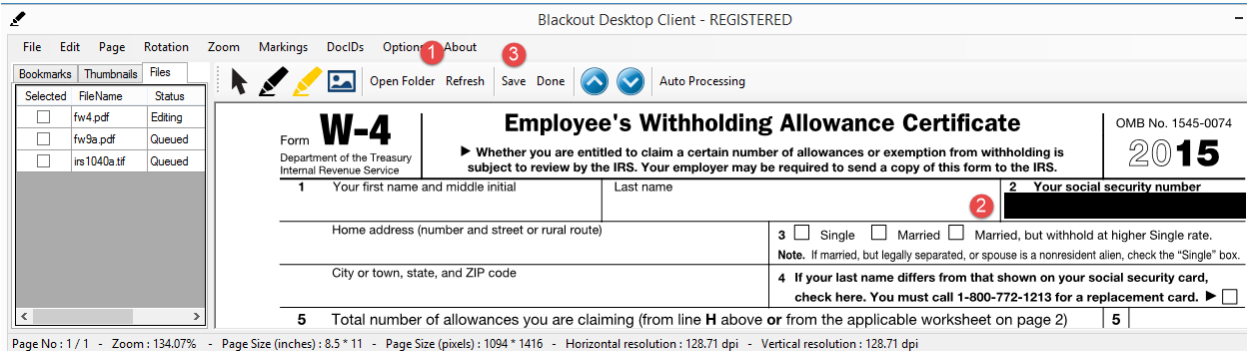 Blackout Desktop Client - REGISTERED
File Edit Page Rotation Zoom Markings DocIDs Options About
1 3
Bookmarks Thumbnails Files
Open Folder Refresh Save Done Auto Processing
Selected FileName Status
fw4.pdf Editing
fw9a.pdf Queued
irs1040a.tif Queued
Form W-4
Department of the Treasury
Internal Revenue Service
Employee's Withholding Allowance Certificate
▶ Whether you are entitled to claim a certain number of allowances or exemption from withholding is
subject to review by the IRS. Your employer may be required to send a copy of this form to the IRS.
OMB No. 1545-0074
2015
1 Your first name and middle initial Last name 2 Your social security number
2
Home address (number and street or rural route)
3 Single Married Married, but withhold at higher Single rate.
Note. If married, but legally separated, or spouse is a nonresident alien, check the “Single” box.
City or town, state, and ZIP code
4 If your last name differs from that shown on your social security card,
check here. You must call 1-800-772-1213 for a replacement card. ▶
5 Total number of allowances you are claiming (from line H above or from the applicable worksheet on page 2) 5
Page No : 1 / 1 - Zoom : 134.07% - Page Size (inches) : 8.5 * 11 - Page Size (pixels) : 1094 * 1416 - Horizontal resolution : 128.71 dpi - Vertical resolution : 128.71 dpi